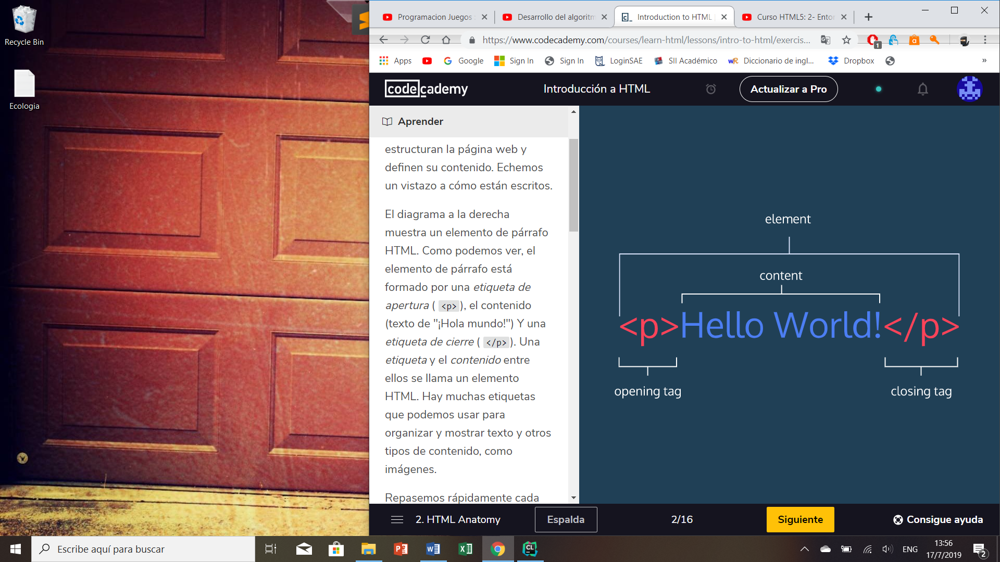 Recycle Bin
Ecologia
Programacion Juegos
Desarrollo del algoritm
Introduction to HTML
Curso HTML5: 2- Entor
https://www.codecademy.com/courses/learn-html/lessons/intro-to-html/exercis...
1
Apps
Google
Sign In
Sign In
LoginSAE
SII Académico
WR Diccionario de ingl...
Dropbox
»
codecademy
Introducción a HTML
Actualizar a Pro
Aprender
estructuran la página web y
definen su contenido. Echemos
un vistazo a cómo están escritos.
El diagrama a la derecha
muestra un elemento de párrafo
HTML. Como podemos ver, el
elemento de párrafo está
formado por una etiqueta de
apertura ( <p>), el contenido
(texto de "¡Hola mundo!") Y una
etiqueta de cierre ( </p>). Una
etiqueta y el contenido entre
ellos se llama un elemento
HTML. Hay muchas etiquetas
que podemos usar para
organizar y mostrar texto y otros
tipos de contenido, como
imágenes.
Repasemos rápidamente cada
element
content
<p>Hello World!</p>
opening tag
closing tag
2. HTML Anatomy
Espalda
2/16
Siguiente
Consigue ayuda
Escribe aquí para buscar
CL
ENG
13:56
17/7/2019
2